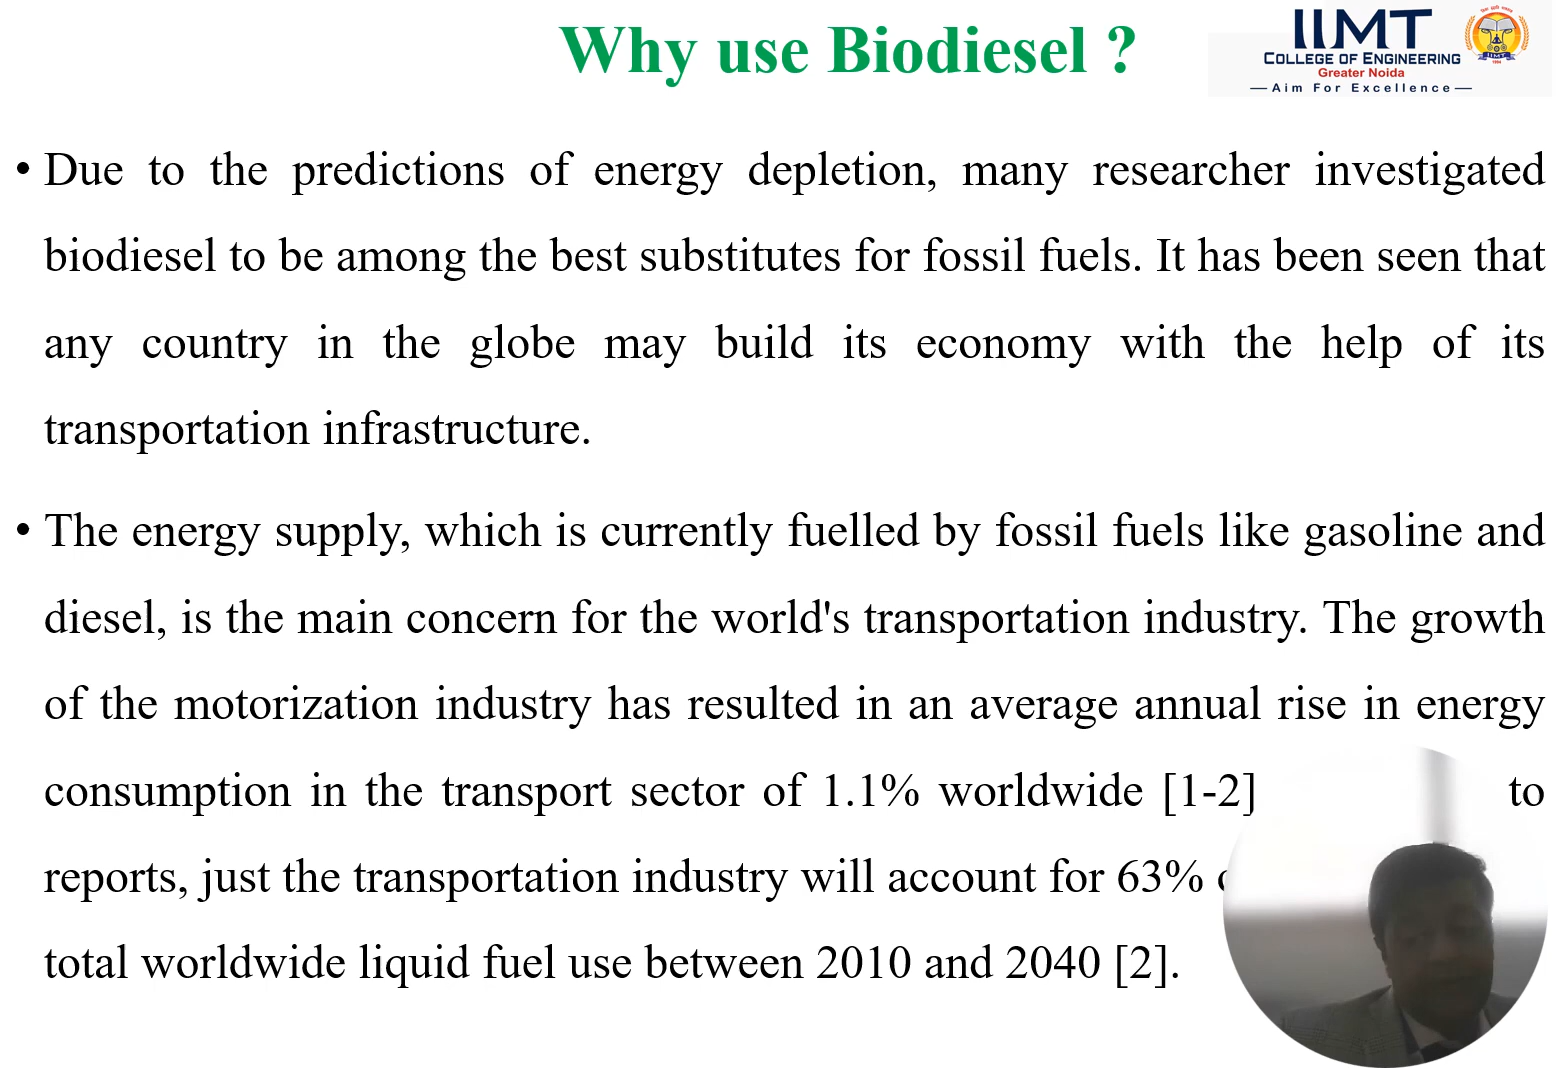 Why use Biodiesel ?
IIMT
COLLEGE OF ENGINEERING
Greater Noida
— Aim For Excellence —
• Due to the predictions of energy depletion, many researcher investigated
biodiesel to be among the best substitutes for fossil fuels. It has been seen that
any country in the globe may build its economy with the help of its
transportation infrastructure.
• The energy supply, which is currently fuelled by fossil fuels like gasoline and
diesel, is the main concern for the world's transportation industry. The growth
of the motorization industry has resulted in an average annual rise in energy
consumption in the transport sector of 1.1% worldwide [1-2] to
reports, just the transportation industry will account for 63%
total worldwide liquid fuel use between 2010 and 2040 [2].